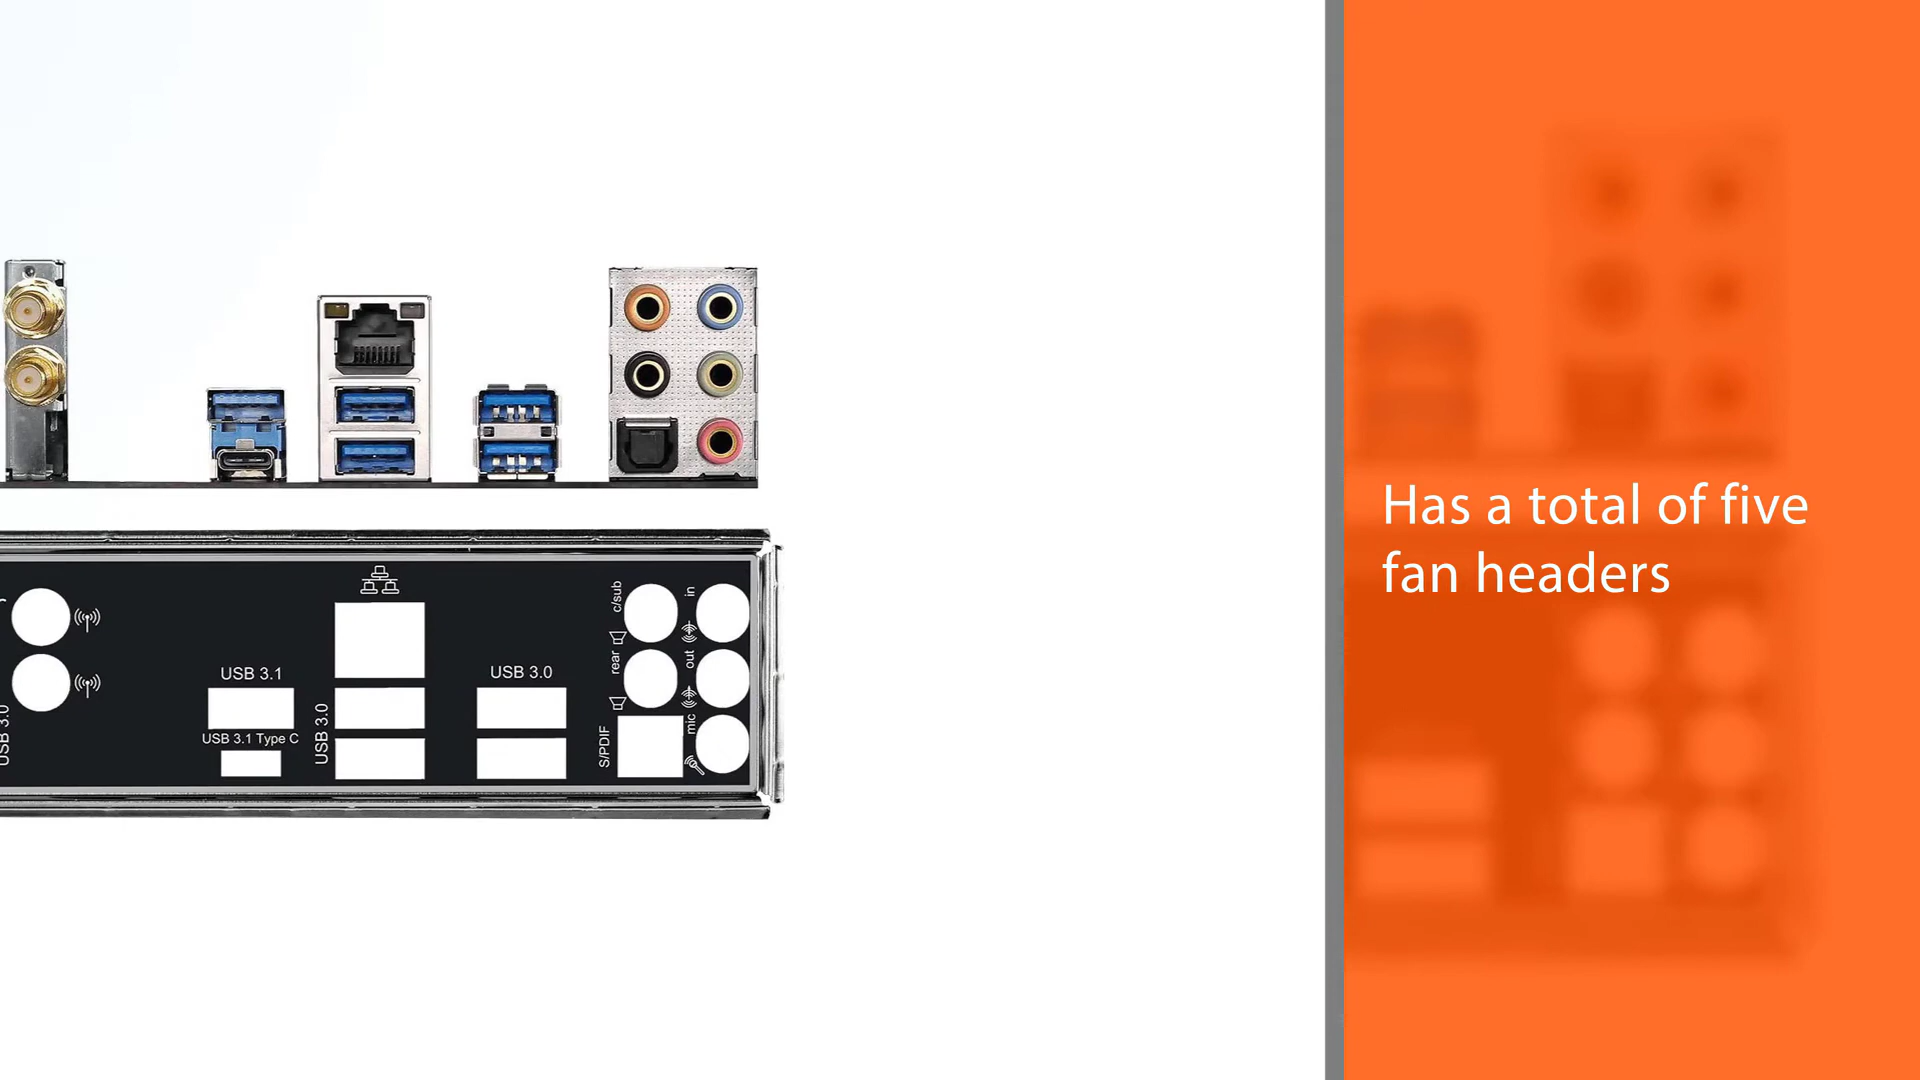 Has a total of five
fan headers
USB 3.1
USB 3.1 Type C
USB 3.0
USB 3.0
USB 3.0
c/sub
in
rear
out
S/PDIF
mic